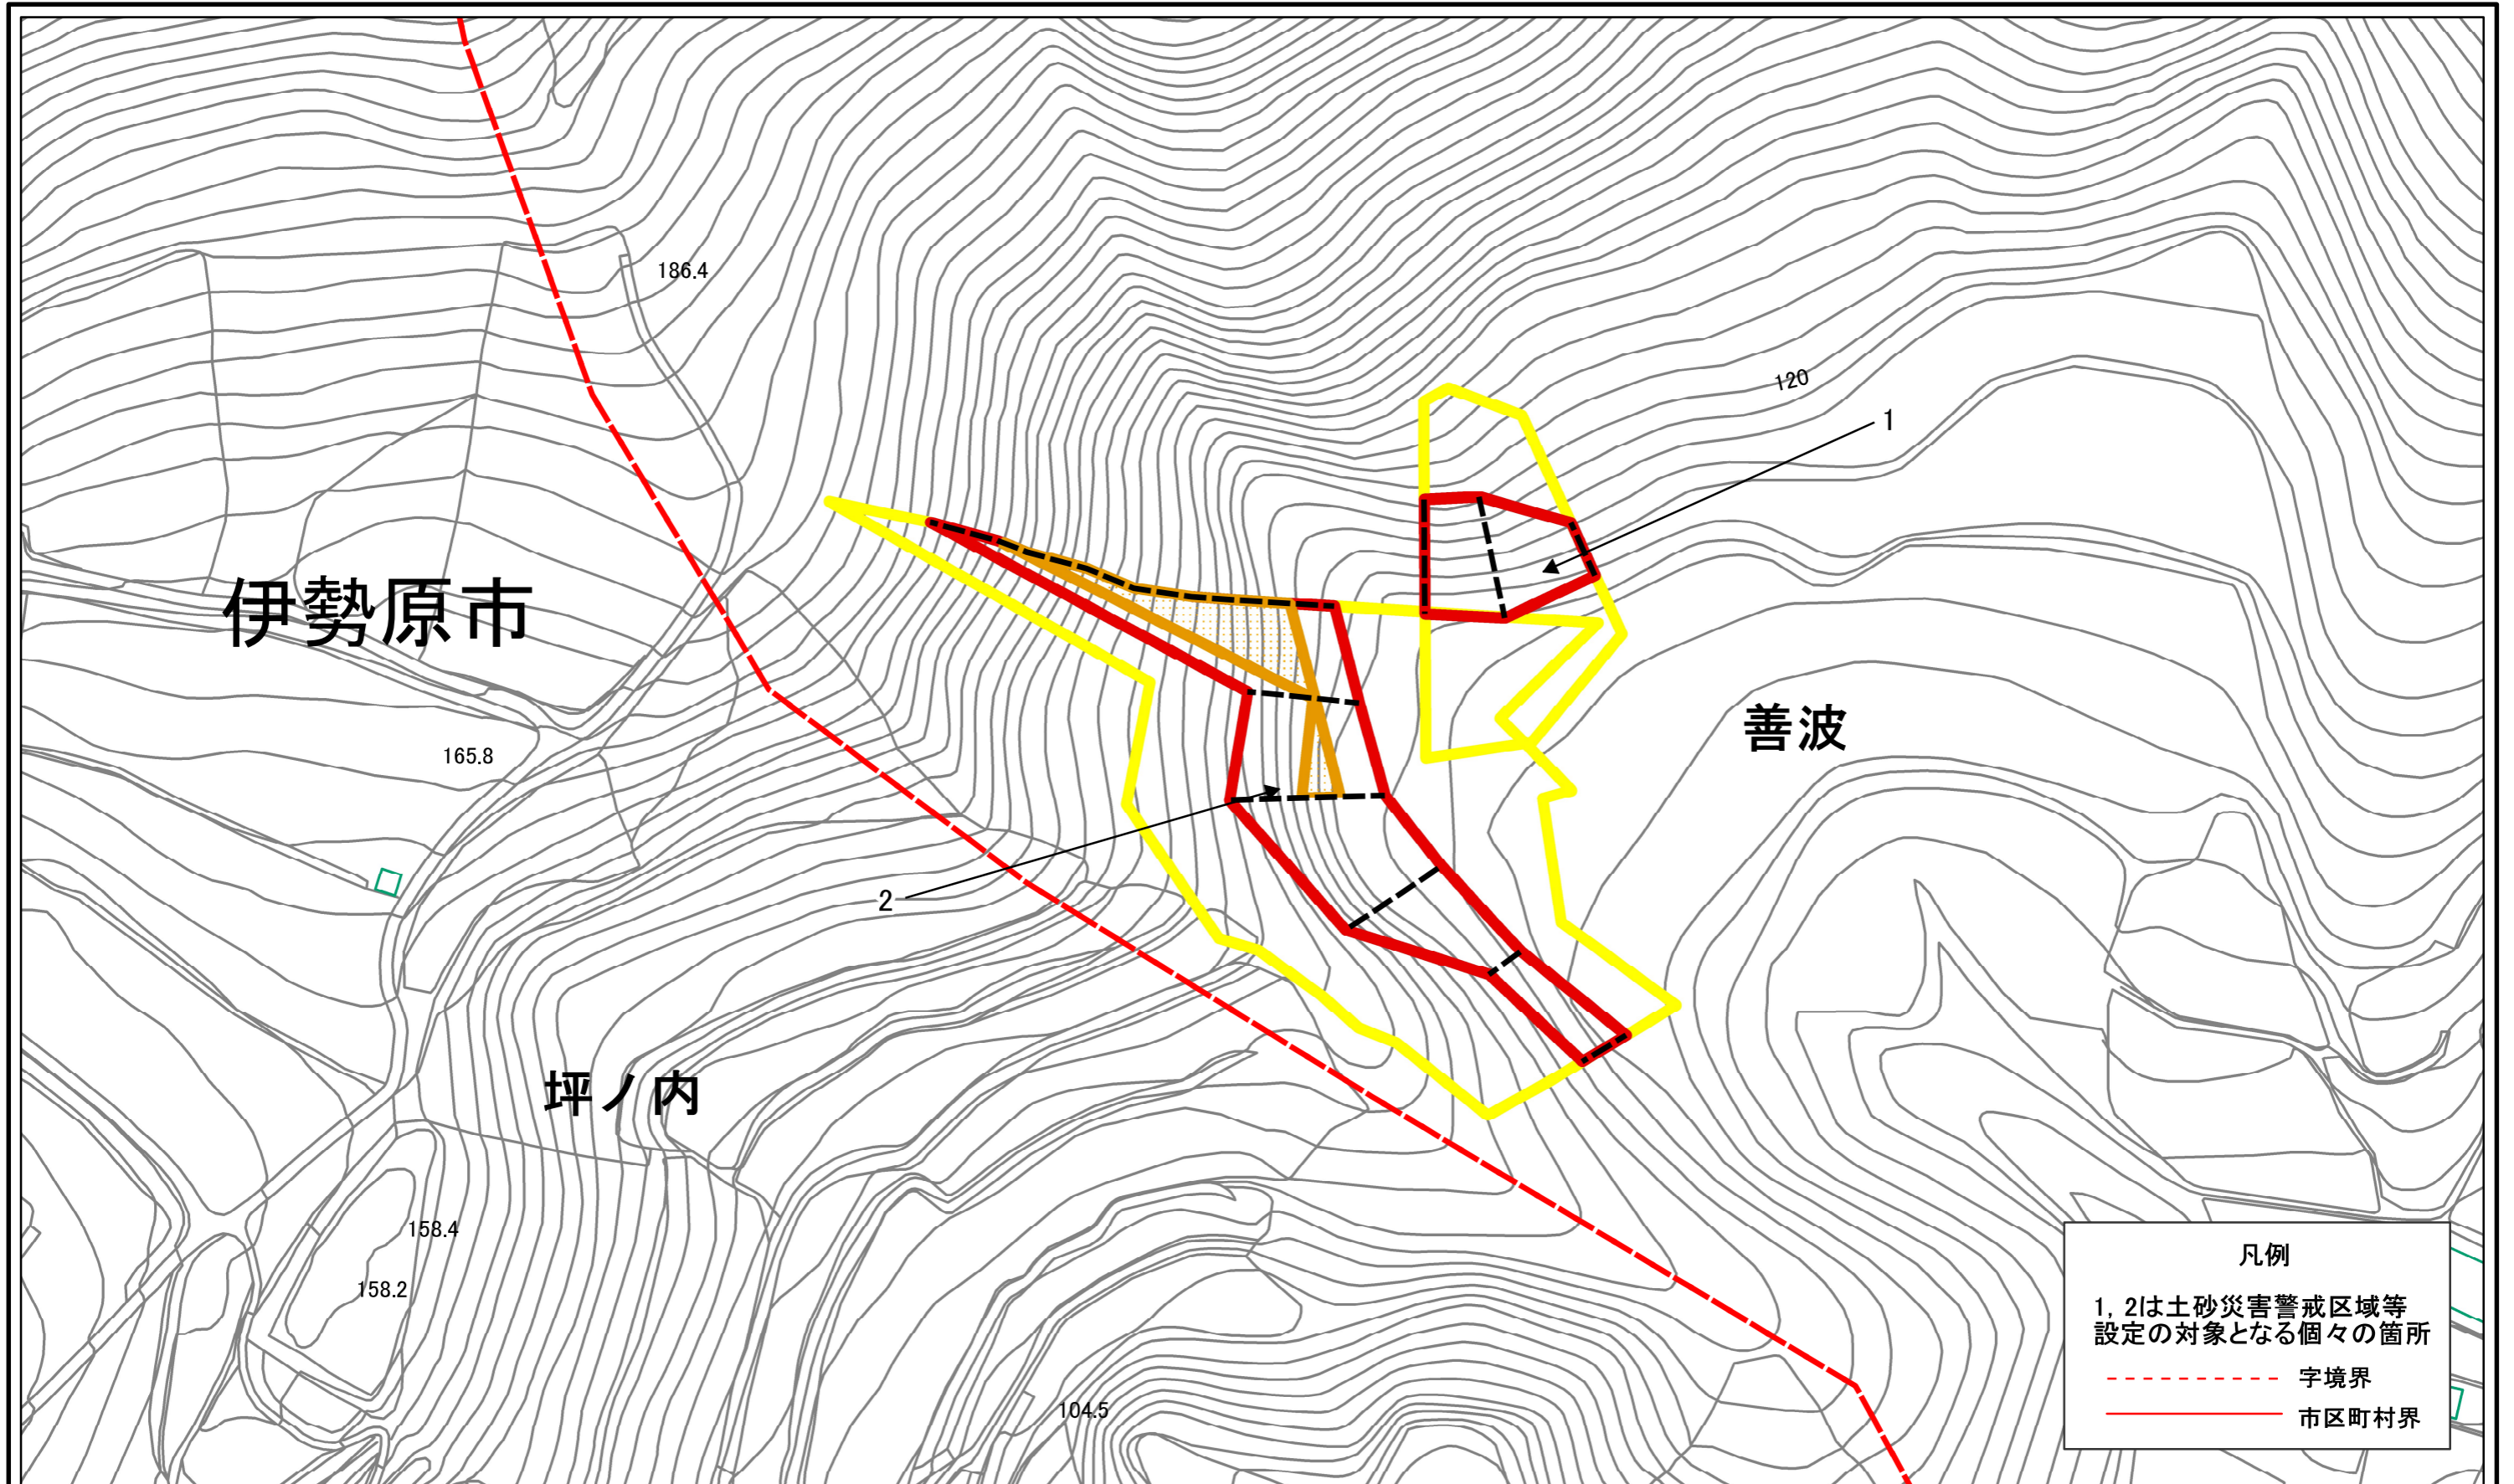 186.4
120
1
伊勢原市
善波
165.8
2
坪ノ内
158.4
158.2
104.5
凡例
1, 2は土砂災害警戒区域等
設定の対象となる個々の箇所
字境界
市区町村界